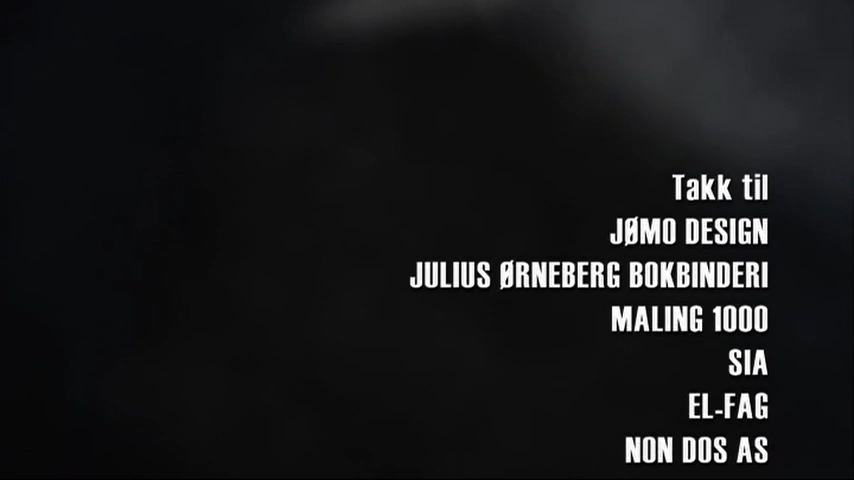 Takk til
JØMO DESIGN
JULIUS ØRNEBERG BOKBINDERI
MALING 1000
SIA
EL-FAG
NON DOS AS